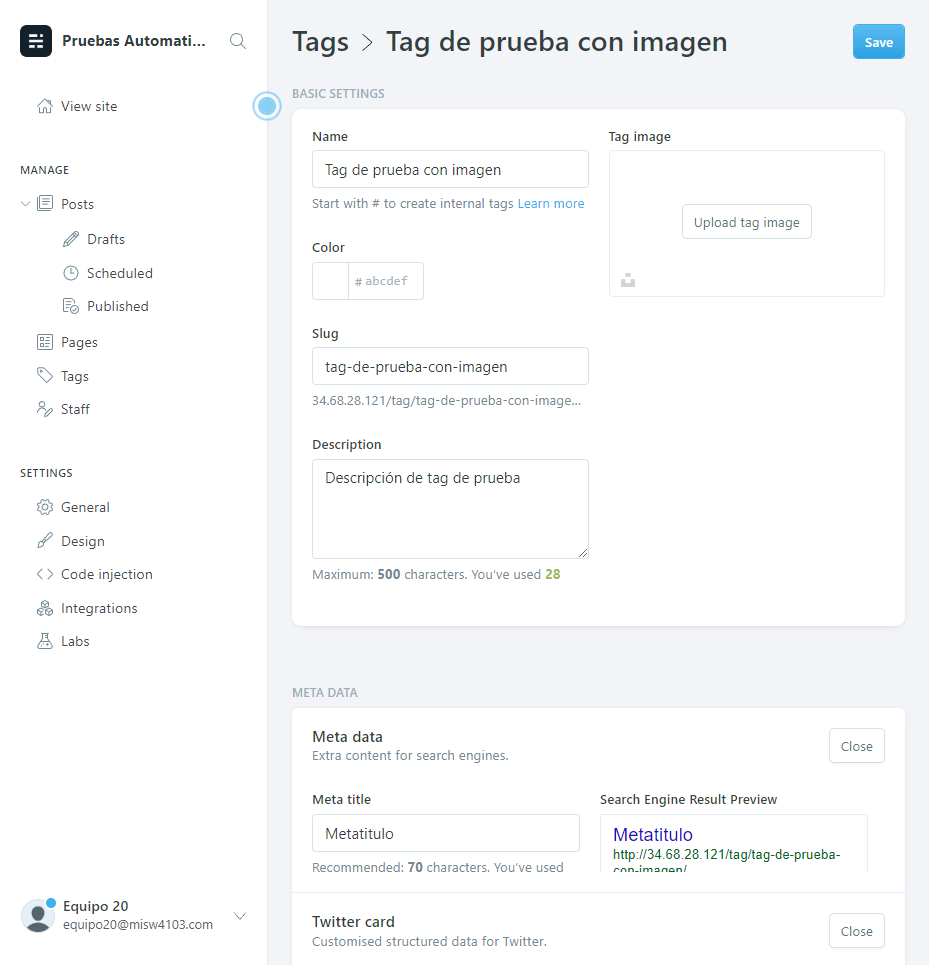 Pruebas Automati...
View site
MANAGE
Posts
Drafts
Scheduled
Published
Pages
Tags
Staff
SETTINGS
General
Design
Code injection
Integrations
Labs
Equipo 20
equipo20@misw4103.com
Tags > Tag de prueba con imagen
Save
BASIC SETTINGS
Name
Tag de prueba con imagen
Start with # to create internal tags Learn more
Color
# abcdef
Slug
tag-de-prueba-con-imagen
34.68.28.121/tag/tag-de-prueba-con-image...
Description
Descripción de tag de prueba
Maximum: 500 characters. You've used 28
Tag image
Upload tag image
META DATA
Meta data
Extra content for search engines.
Close
Meta title
Metatitulo
Recommended: 70 characters. You've used
Search Engine Result Preview
Metatitulo
http://34.68.28.121/tag/tag-de-prueba-
con-imagen/
Twitter card
Customised structured data for Twitter.
Close